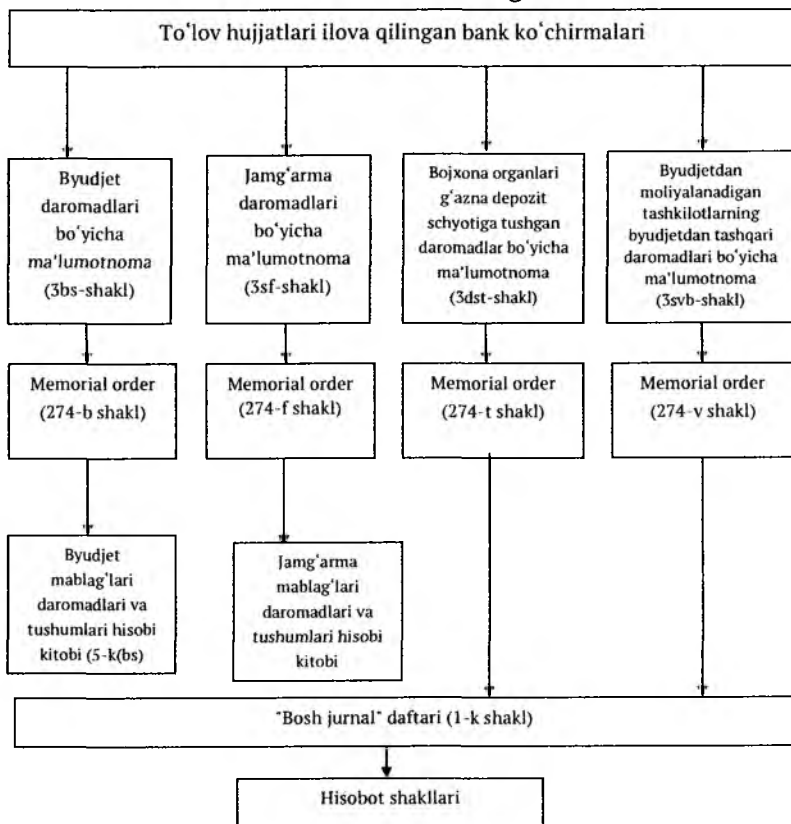 To‘lov hujjatlari ilova qilingan bank ko‘chirmalari
Byudjet
daromadlari
bo‘yicha
ma’lumotnoma
(3bs-shakl)
Jamg‘arma
daromadlari
bo‘yicha
ma’lumotnoma
(3sf-shakl)
Bojxona organlari
g‘azna depozit
schyotiga tushgan
daromadlar bo‘yicha
ma’lumotnoma
(3dst-shakl)
Byudjetdan
moliyalanadigan
tashkilotlarning
byudjetdan tashqari
daromadlari bo‘yicha
ma’lumotnoma
(3svb-shakl)
Memorial order
(274-b shakl)
Memorial order
(274-f shakl)
Memorial order
(274-t shakl)
Memorial order
(274-v shakl)
Byudjet
mablag‘lari
daromadlari va
tushumlari hisobi
kitobi (5-k(bs)
Jamg‘arma
mablag‘lari
daromadlari va
tushumlari hisobi
kitobi
"Bosh jurnal" daftari (1-k shakl)
Hisobot shakllari